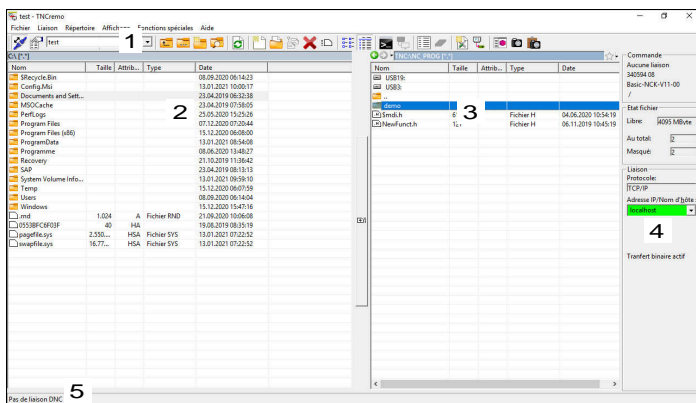 test - TNCremo
Fichier Liaison Répertoire Affichage Fonctions spéciales Aide
test
1
C:\ [*.*]
Nom Taille Attrib... Type Date
SRecycle.Bin 08.09.2020 06:14:23
Config.Msi 13.01.2021 10:00:17
Documents and Sett... 23.04.2019 06:32:38
MSOCache 23.04.2019 07:58:05
PerfLogs 25.05.2020 15:25:26
Program Files 07.12.2020 07:20:44
Program Files (x86) 15.12.2020 06:08:00
ProgramData 13.01.2021 08:54:08
Programme 08.06.2020 13:48:27
Recovery 21.10.2019 11:36:42
SAP 23.04.2019 08:13:13
System Volume Info... 13.01.2021 09:59:10
Temp 15.12.2020 06:07:59
Users 08.09.2020 06:14:04
Windows 15.12.2020 15:47:16
.rnd 1.024 A Fichier RND 21.09.2020 10:06:08
0553BFC6F03F 40 HA 19.08.2019 08:35:19
pagefile.sys 2.550.... HSA Fichier SYS 13.01.2021 07:22:52
swapfile.sys 16.77... HSA Fichier SYS 13.01.2021 07:22:52
2
TNC:\NC_PROG [*.*]
Nom Taille Attrib... Type Date
USB19:
USB3:
..
demo
$mdi.h Fichier H 04.06.2020 10:54:19
NewFunct.h Fichier H 06.11.2019 10:45:19
3
Commande
Aucune liaison
340594 08
Basic-NCK-V11-00
/
Etat fichier
Libre: 4095 MByte
Au total: 2
Masqué: 2
Liaison
Protocole:
TCP/IP
Adresse IP/Nom d'hôte :
localhost
4
Tranfert binaire actif
Pas de liaison DNC
5